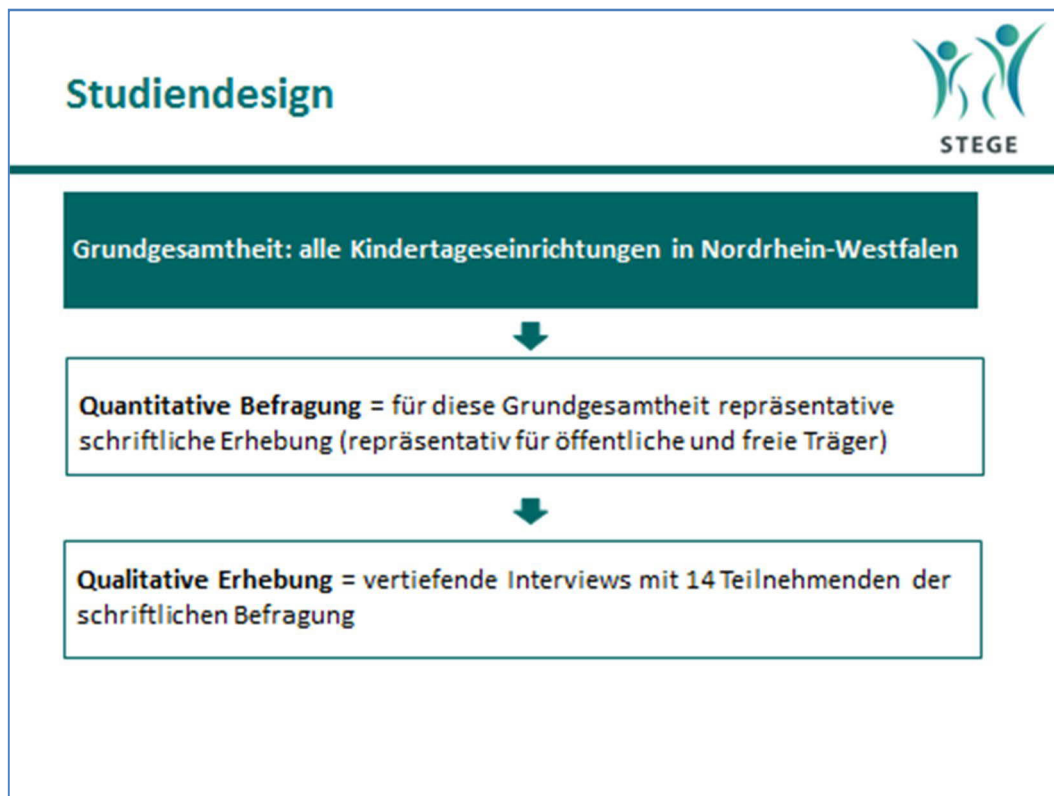 Studiendesign
STEGE
Grundgesamtheit: alle Kindertageseinrichtungen in Nordrhein-Westfalen
Quantitative Befragung = für diese Grundgesamtheit repräsentative
schriftliche Erhebung (repräsentativ für öffentliche und freie Träger)
Qualitative Erhebung = vertiefende Interviews mit 14 Teilnehmenden der
schriftlichen Befragung